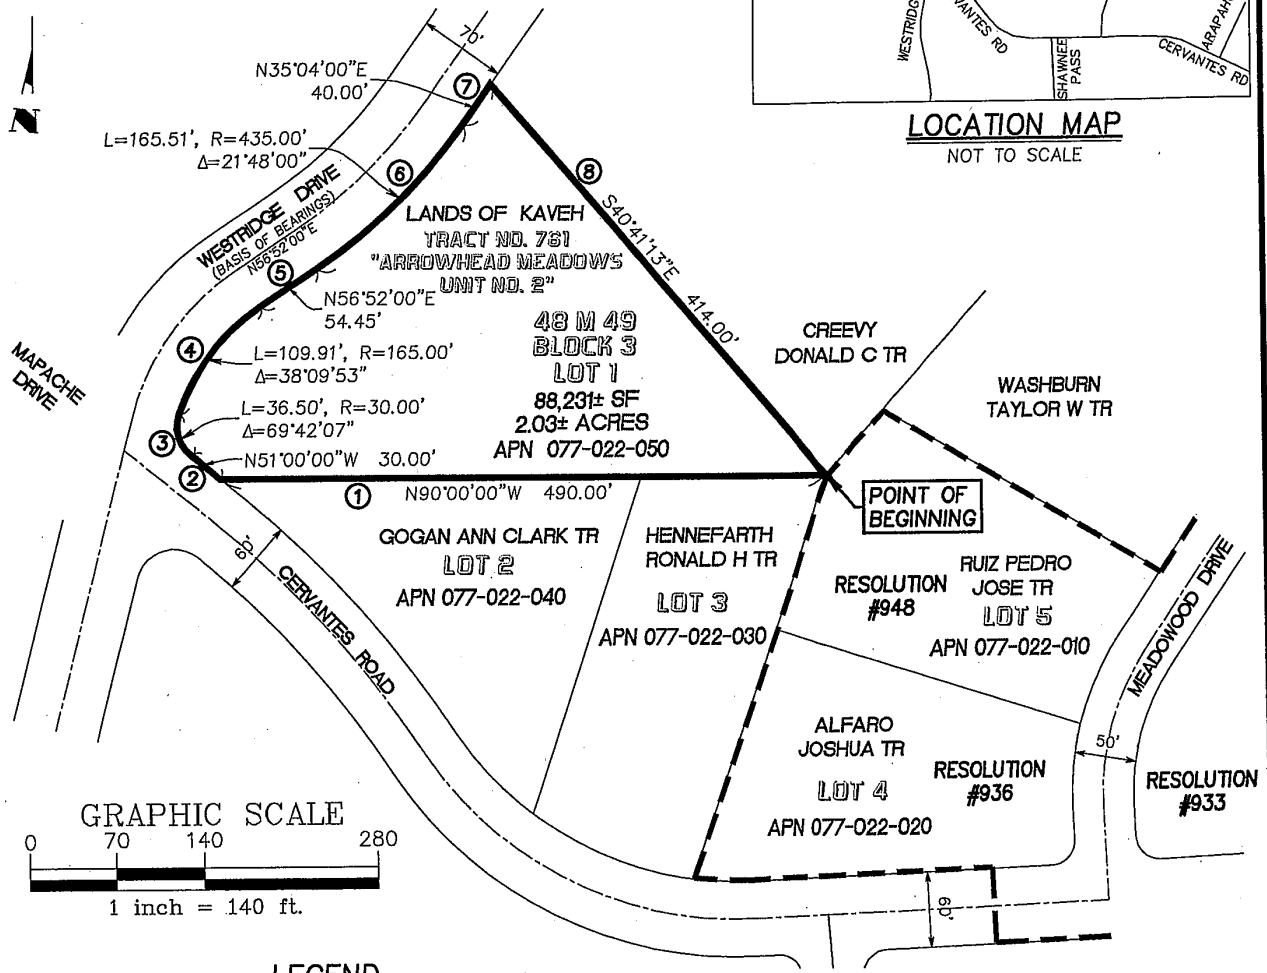 WESTRIDG
VANTES RD
SHAWNEE
PASS
ARAPAH
CERVANTES RD
LOCATION MAP
NOT TO SCALE
N
70'
N35°04'00"E
40.00'
7
L=165.51', R=435.00'
Δ=21°48'00"
6
8
S40°41'13"E 414.00'
WESTRIDGE DRIVE
(BASIS OF BEARINGS)
N56°52'00"E
5
LANDS OF KAVEH
TRACT NO. 761
"ARROWHEAD MEADOWS
UNIT NO. 2"
N56°52'00"E
54.45'
48 M 49
BLOCK 3
LOT 1
88,231± SF
2.03± ACRES
APN 077-022-050
4
L=109.91', R=165.00'
Δ=38°09'53"
MAPACHE
DRIVE
L=36.50', R=30.00'
Δ=69°42'07"
3
N51°00'00"W 30.00'
2
1
N90°00'00"W 490.00'
CREEVY
DONALD C TR
WASHBURN
TAYLOR W TR
POINT OF
BEGINNING
GOGAN ANN CLARK TR
LOT 2
APN 077-022-040
HENNEFARTH
RONALD H TR
LOT 3
APN 077-022-030
RESOLUTION
#948
RUIZ PEDRO
JOSE TR
LOT 5
APN 077-022-010
60'
CERVANTES ROAD
MEADOWOOD DRIVE
ALFARO
JOSHUA TR
LOT 4
APN 077-022-020
RESOLUTION
#936
50'
RESOLUTION
#933
60'
GRAPHIC SCALE
0 70 140 280
1 inch = 140 ft.
LEGEND